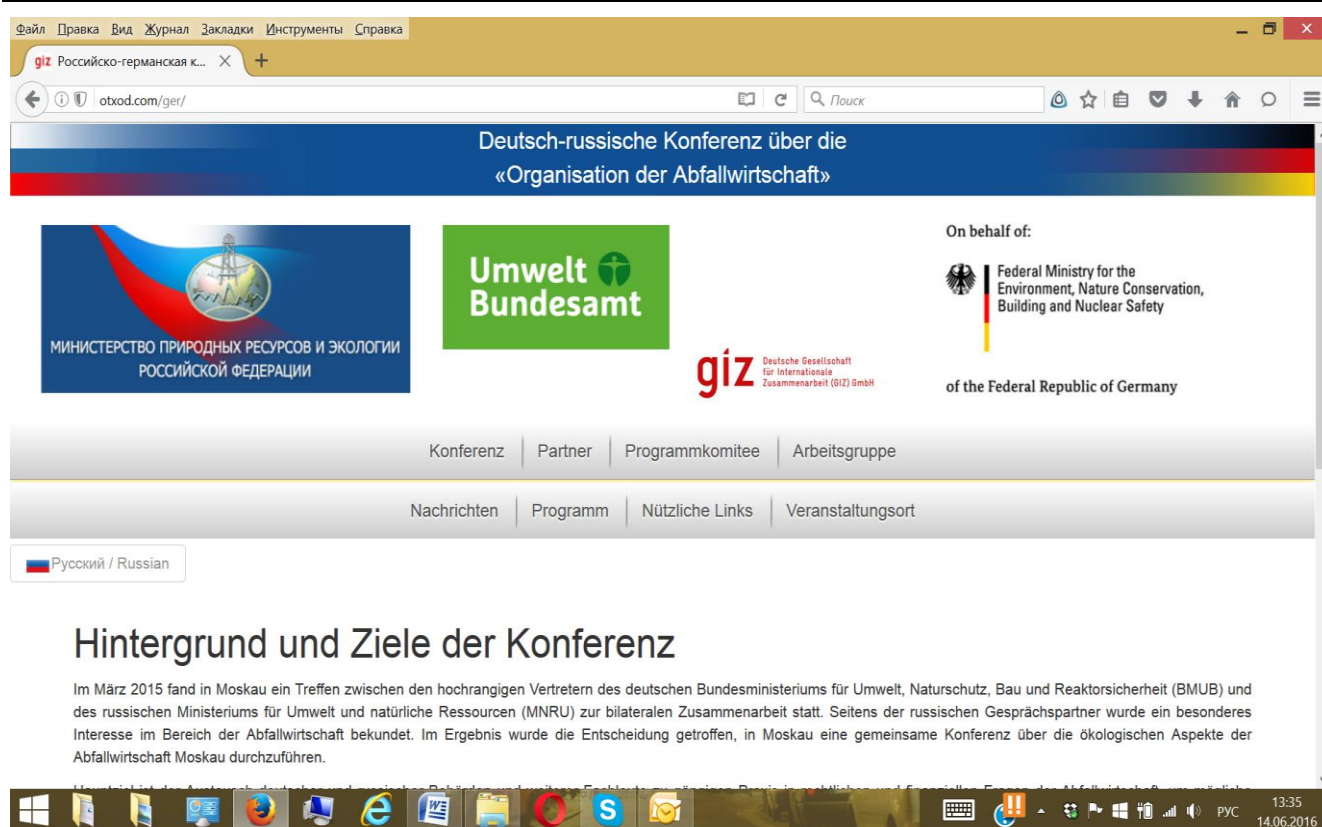 Файл Правка Вид Журнал Закладки Инструменты Справка
giz Российско-германская к...
otxod.com/ger/
Поиск
Deutsch-russische Konferenz über die
«Organisation der Abfallwirtschaft»
МИНИСТЕРСТВО ПРИРОДНЫХ РЕСУРСОВ И ЭКОЛОГИИ
РОССИЙСКОЙ ФЕДЕРАЦИИ
Umwelt
Bundesamt
giz Deutsche Gesellschaft
für Internationale
Zusammenarbeit (GIZ) GmbH
On behalf of:
Federal Ministry for the
Environment, Nature Conservation,
Building and Nuclear Safety
of the Federal Republic of Germany
Konferenz Partner Programmkomitee Arbeitsgruppe
Nachrichten Programm Nützliche Links Veranstaltungsort
Русский / Russian
Hintergrund und Ziele der Konferenz
Im März 2015 fand in Moskau ein Treffen zwischen den hochrangigen Vertretern des deutschen Bundesministeriums für Umwelt, Naturschutz, Bau und Reaktorsicherheit (BMUB) und
des russischen Ministeriums für Umwelt und natürliche Ressourcen (MNRU) zur bilateralen Zusammenarbeit statt. Seitens der russischen Gesprächspartner wurde ein besonderes
Interesse im Bereich der Abfallwirtschaft bekundet. Im Ergebnis wurde die Entscheidung getroffen, in Moskau eine gemeinsame Konferenz über die ökologischen Aspekte der
Abfallwirtschaft Moskau durchzuführen.
РУС
13:35
14.06.2016